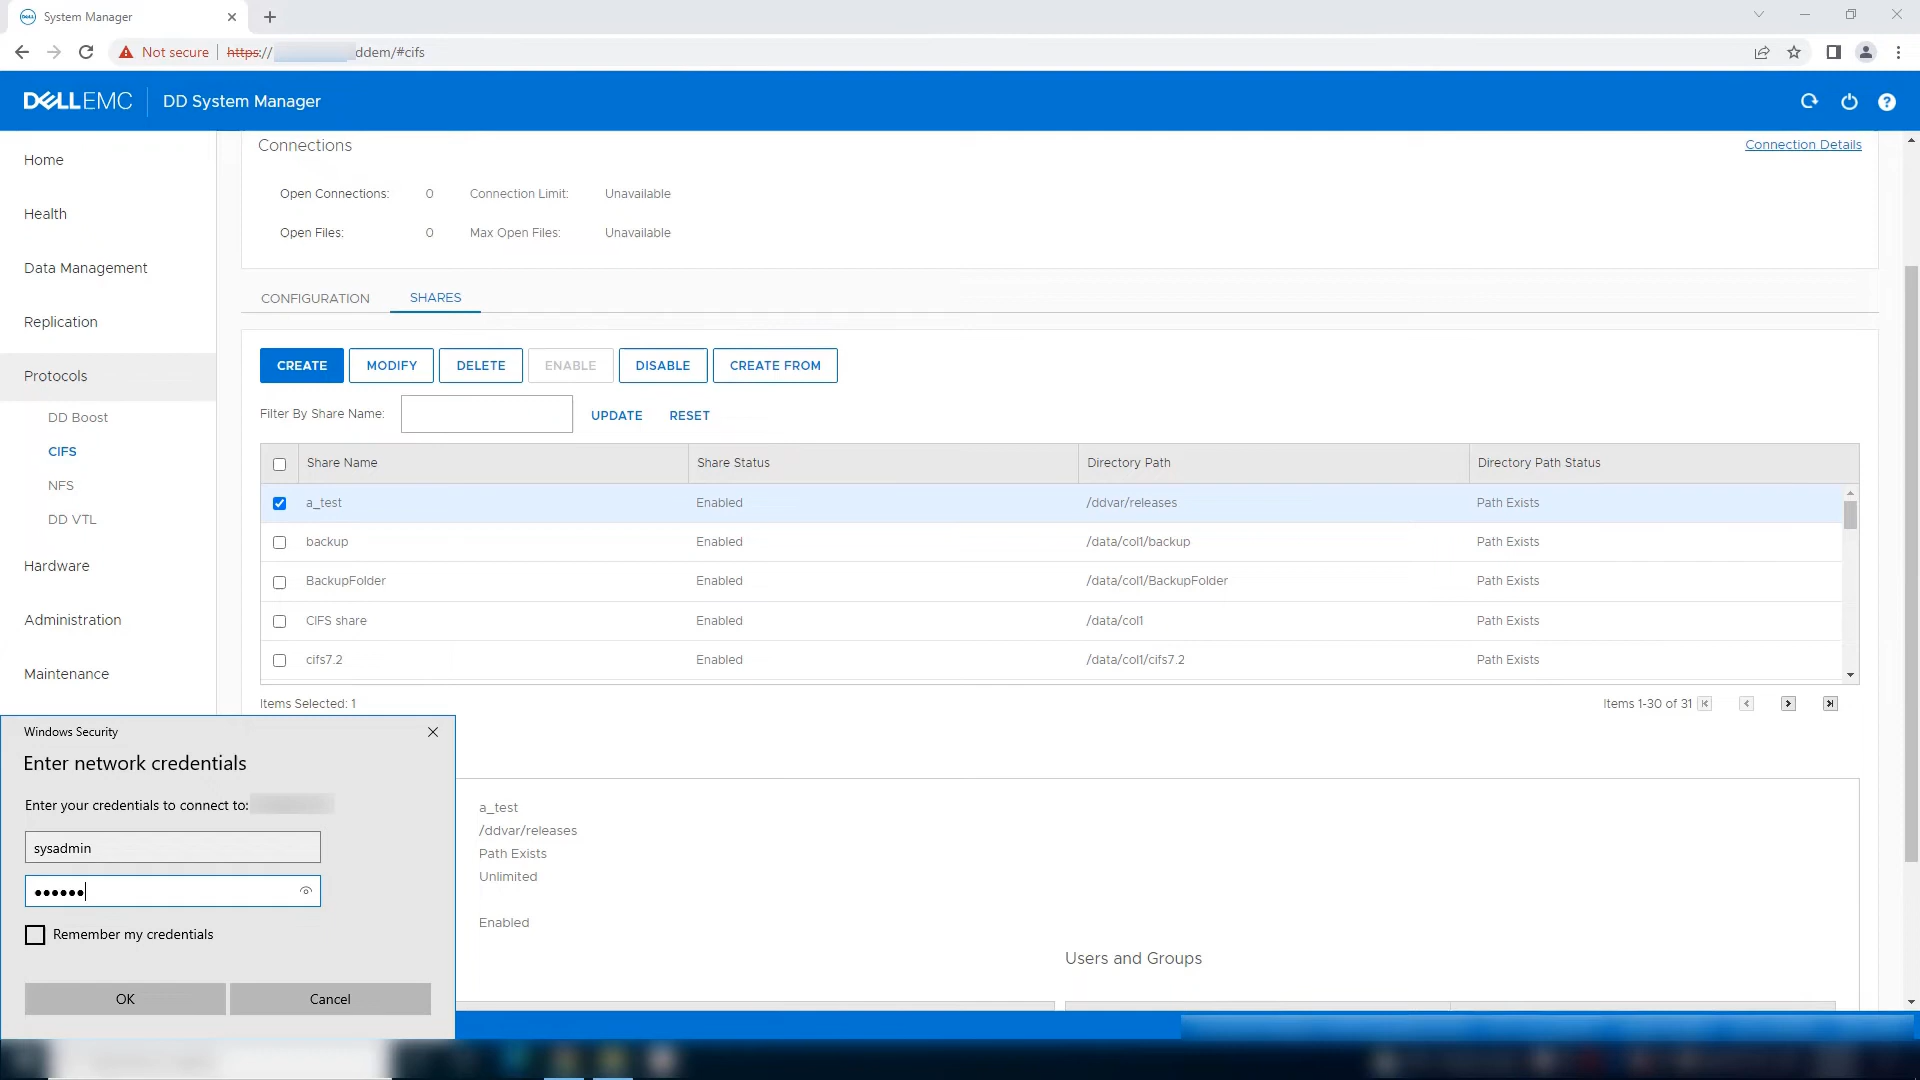 System Manager
Not secure https:// ddem/#cifs
DELLEMC DD System Manager
Home
Health
Data Management
Replication
Protocols
DD Boost
CIFS
NFS
DD VTL
Hardware
Administration
Maintenance
Connections
Connection Details
Open Connections: 0 Connection Limit: Unavailable
Open Files: 0 Max Open Files: Unavailable
CONFIGURATION SHARES
CREATE MODIFY DELETE ENABLE DISABLE CREATE FROM
Filter By Share Name: UPDATE RESET
Share Name Share Status Directory Path Directory Path Status
a_test Enabled /ddvar/releases Path Exists
backup Enabled /data/col1/backup Path Exists
BackupFolder Enabled /data/col1/BackupFolder Path Exists
CIFS share Enabled /data/col1 Path Exists
cifs7.2 Enabled /data/col1/cifs7.2 Path Exists
Items Selected: 1 Items 1-30 of 31
a_test
/ddvar/releases
Path Exists
Unlimited
Enabled
Users and Groups
Windows Security
Enter network credentials
Enter your credentials to connect to:
sysadmin
••••••
Remember my credentials
OK Cancel